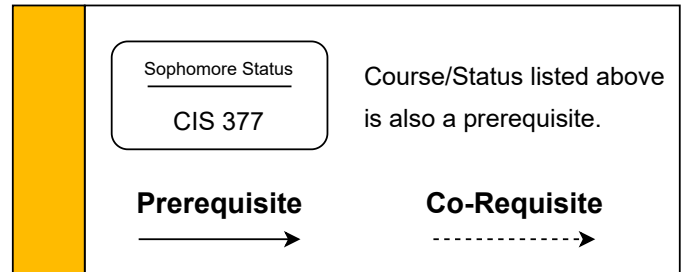 Sophomore Status
CIS 377
Course/Status listed above
is also a prerequisite.
Prerequisite
Co-Requisite